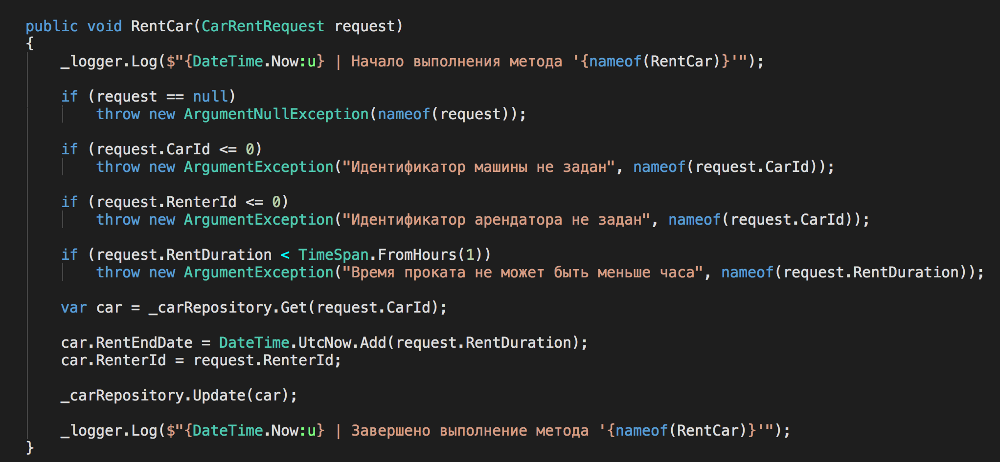 public void RentCar(CarRentRequest request)
{
    _logger.Log($"{DateTime.Now:u} | Начало выполнения метода '{nameof(RentCar)}'");
    if (request == null)
        throw new ArgumentNullException(nameof(request));
    if (request.CarId <= 0)
        throw new ArgumentException("Идентификатор машины не задан", nameof(request.CarId));
    if (request.RenterId <= 0)
        throw new ArgumentException("Идентификатор арендатора не задан", nameof(request.CarId));
    if (request.RentDuration < TimeSpan.FromHours(1))
        throw new ArgumentException("Время проката не может быть меньше часа", nameof(request.RentDuration));
    var car = _carRepository.Get(request.CarId);
    car.RentEndDate = DateTime.UtcNow.Add(request.RentDuration);
    car.RenterId = request.RenterId;
    _carRepository.Update(car);
    _logger.Log($"{DateTime.Now:u} | Завершено выполнение метода '{nameof(RentCar)}'");
}